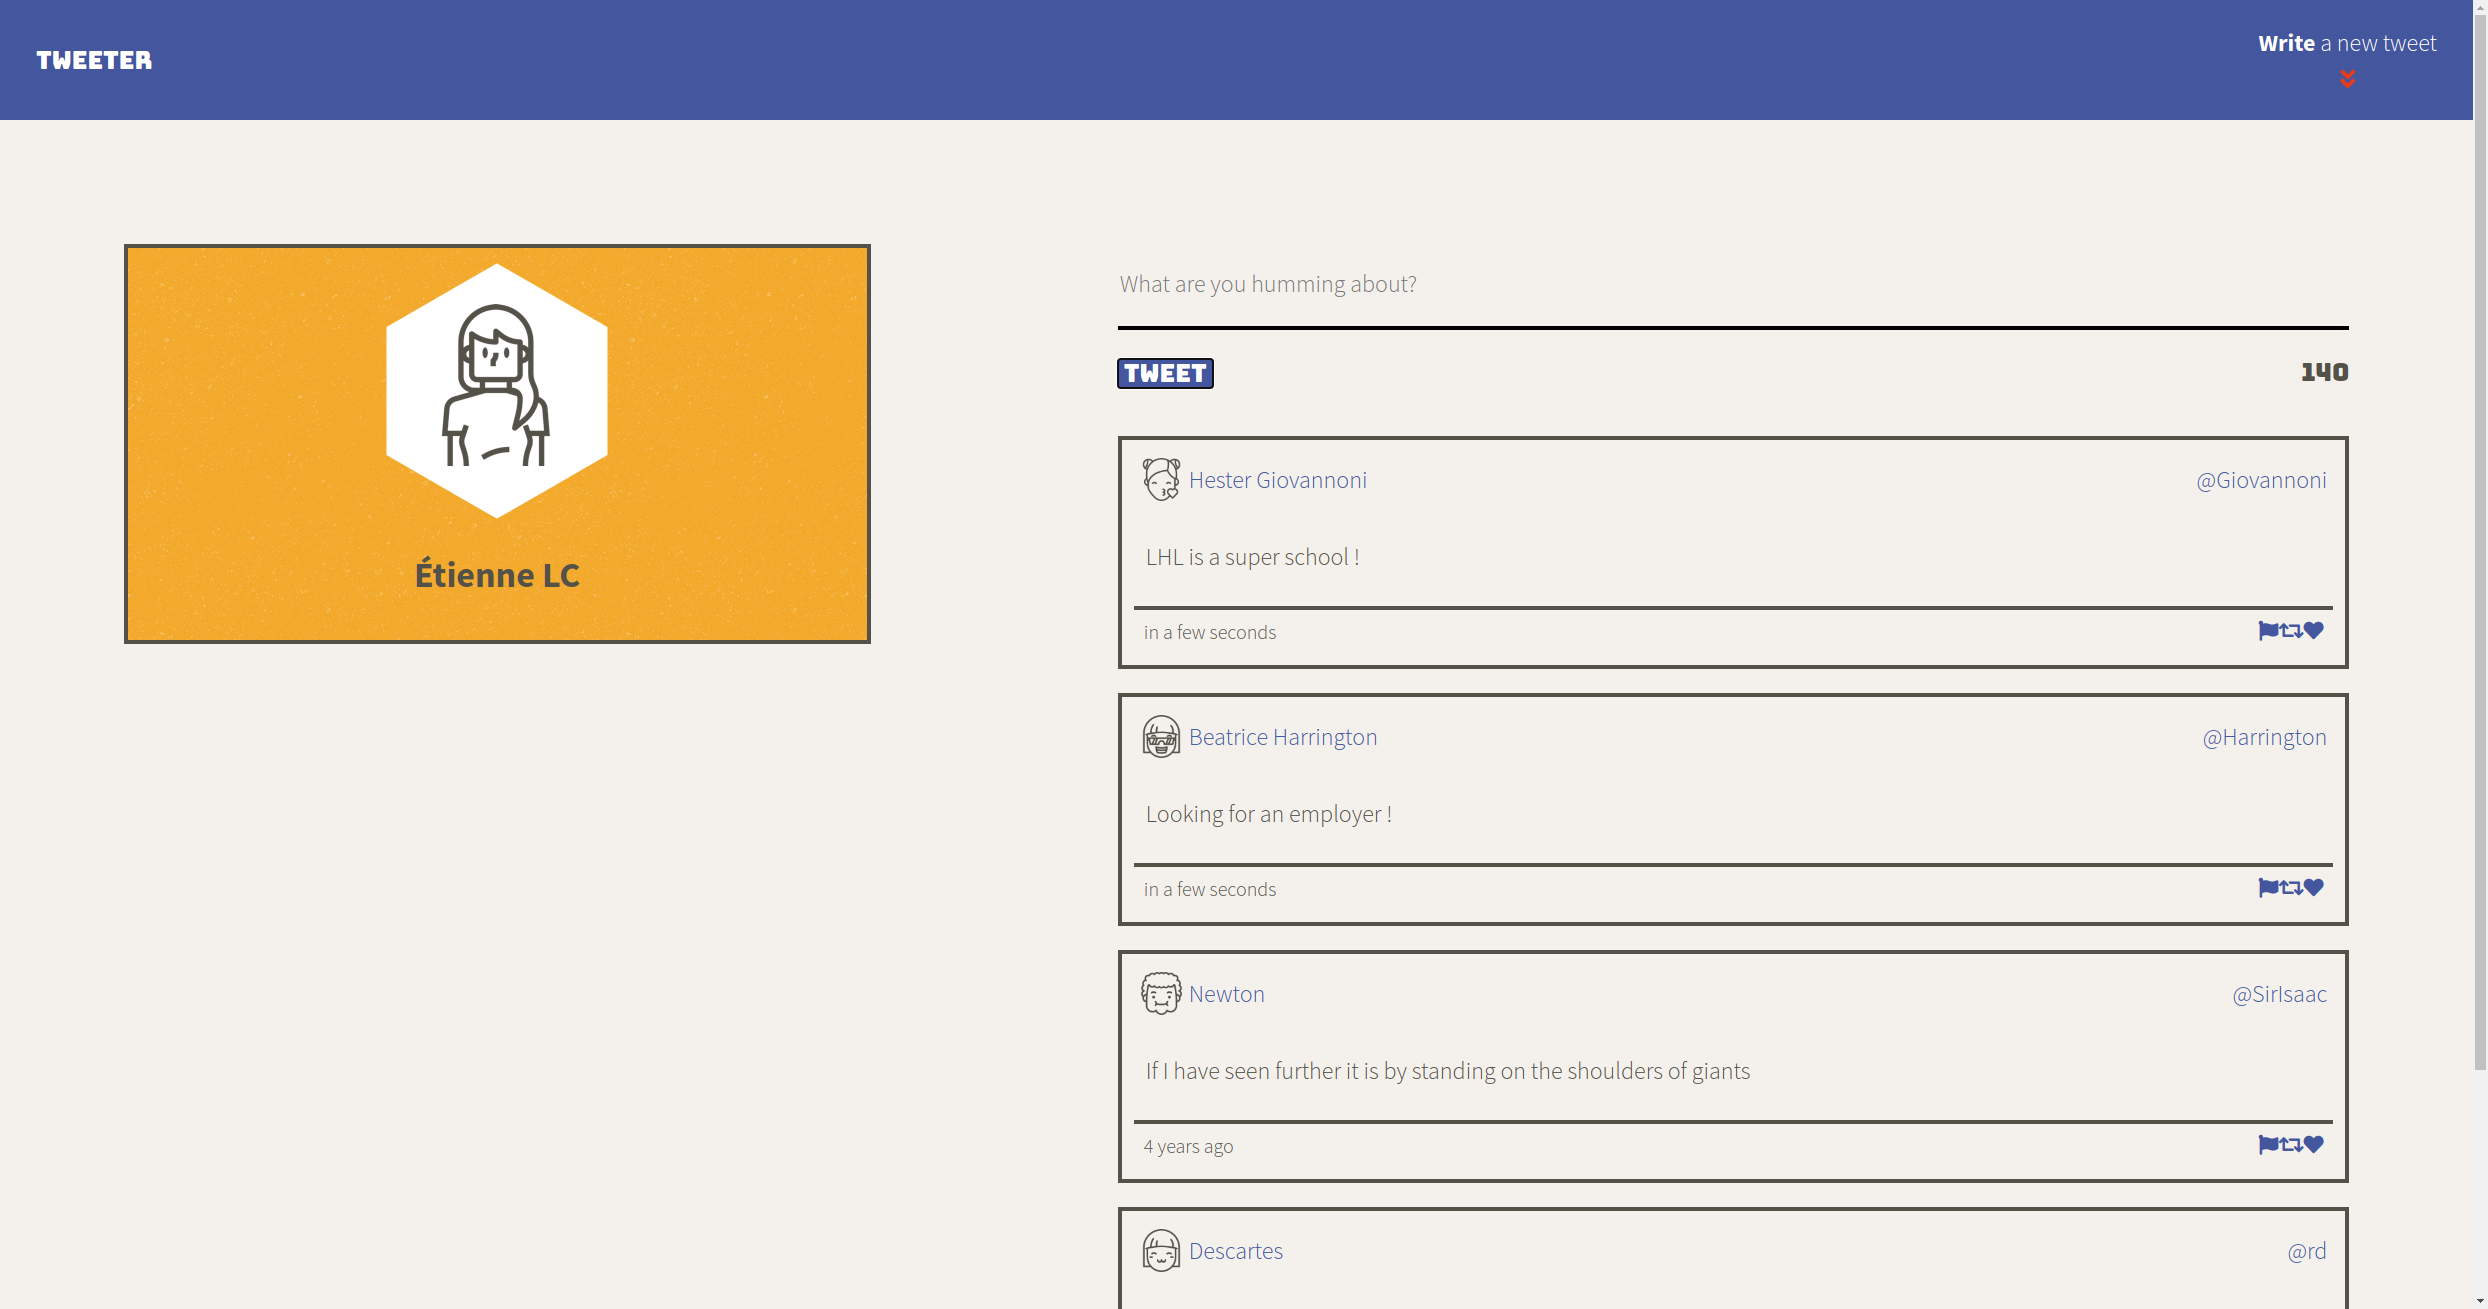 TWEETER
Write a new tweet
Étienne LC
What are you humming about?
TWEET
140
Hester Giovannoni
@Giovannoni
LHL is a super school !
in a few seconds
Beatrice Harrington
@Harrington
Looking for an employer !
in a few seconds
Newton
@SirIsaac
If I have seen further it is by standing on the shoulders of giants
4 years ago
Descartes
@rd